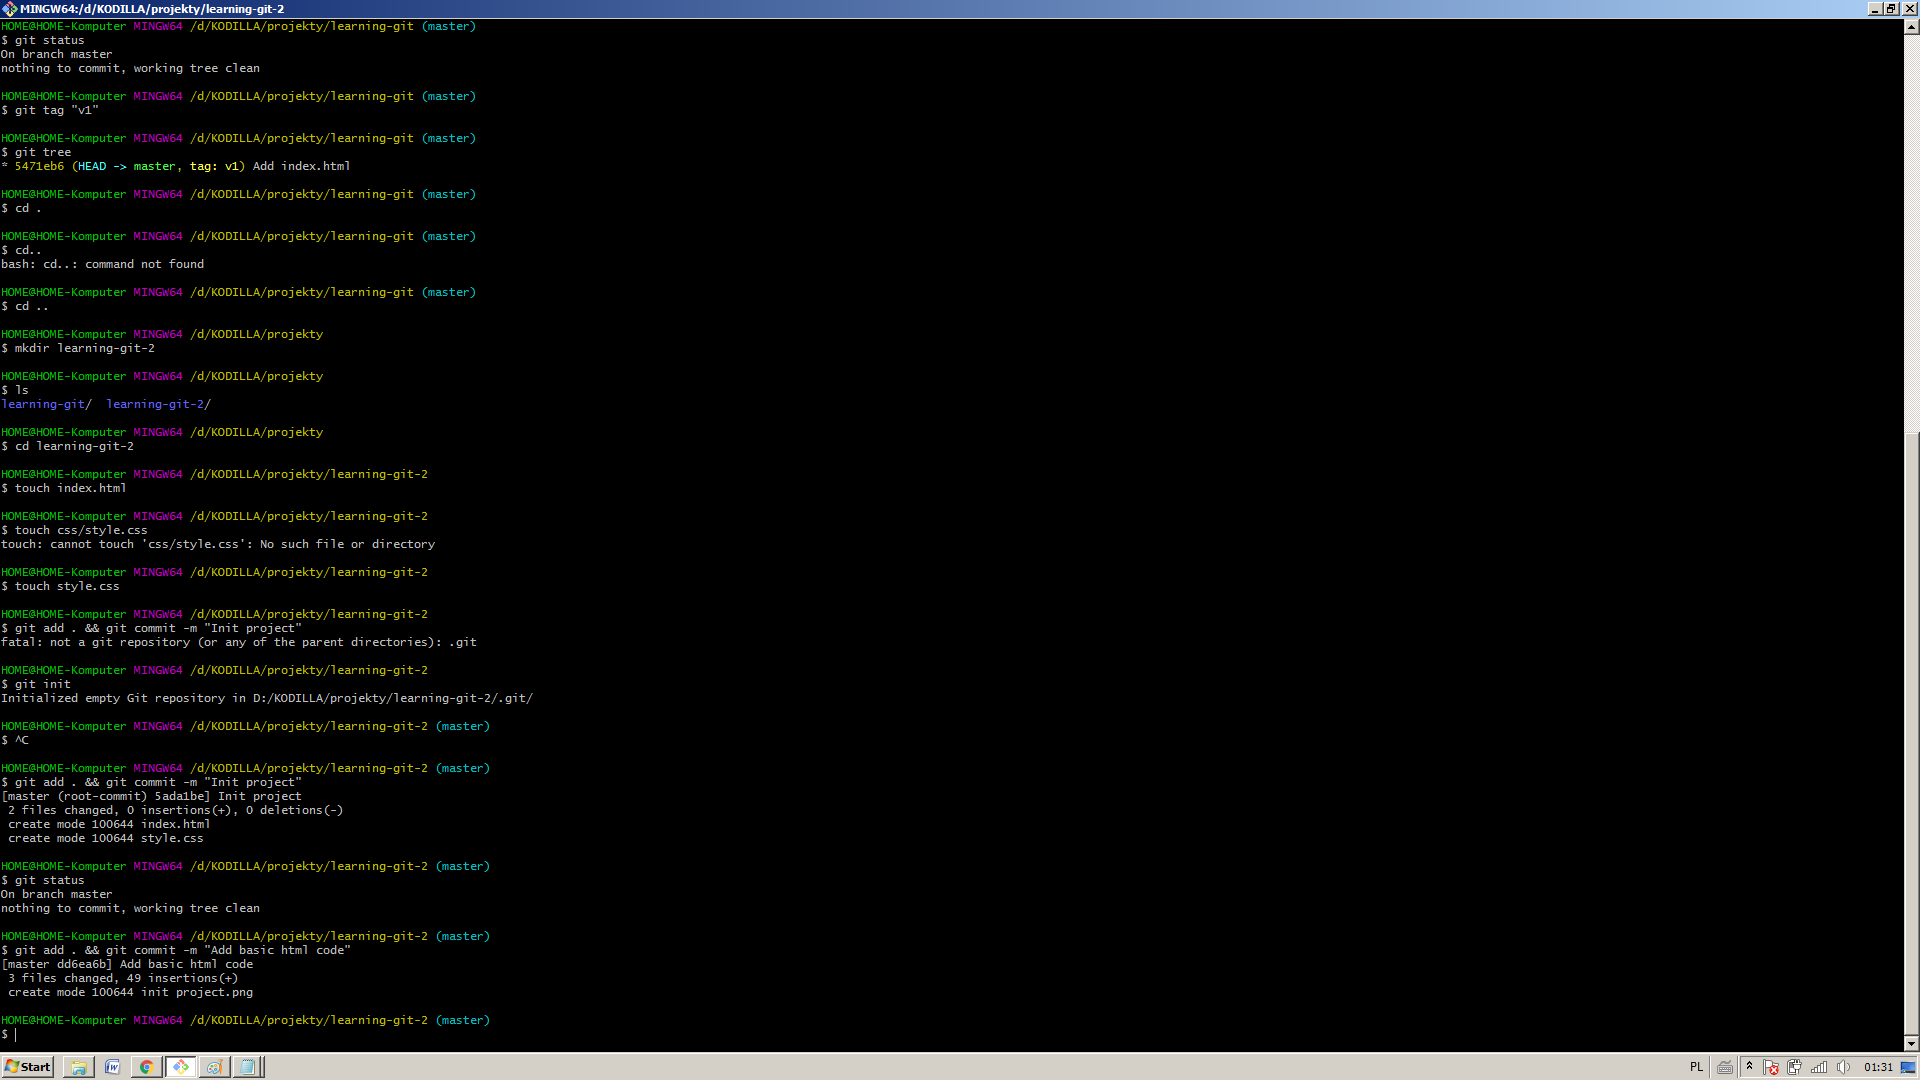 MINGW64:/d/KODILLA/projekty/learning-git-2
HOME@HOME-Komputer MINGW64 /d/KODILLA/projekty/learning-git (master)
$ git status
On branch master
nothing to commit, working tree clean
HOME@HOME-Komputer MINGW64 /d/KODILLA/projekty/learning-git (master)
$ git tag "v1"
HOME@HOME-Komputer MINGW64 /d/KODILLA/projekty/learning-git (master)
$ git tree
* 5471eb6 (HEAD -> master, tag: v1) Add index.html
HOME@HOME-Komputer MINGW64 /d/KODILLA/projekty/learning-git (master)
$ cd .
HOME@HOME-Komputer MINGW64 /d/KODILLA/projekty/learning-git (master)
$ cd..
bash: cd..: command not found
HOME@HOME-Komputer MINGW64 /d/KODILLA/projekty/learning-git (master)
$ cd ..
HOME@HOME-Komputer MINGW64 /d/KODILLA/projekty
$ mkdir learning-git-2
HOME@HOME-Komputer MINGW64 /d/KODILLA/projekty
$ ls
learning-git/  learning-git-2/
HOME@HOME-Komputer MINGW64 /d/KODILLA/projekty
$ cd learning-git-2
HOME@HOME-Komputer MINGW64 /d/KODILLA/projekty/learning-git-2
$ touch index.html
HOME@HOME-Komputer MINGW64 /d/KODILLA/projekty/learning-git-2
$ touch css/style.css
touch: cannot touch 'css/style.css': No such file or directory
HOME@HOME-Komputer MINGW64 /d/KODILLA/projekty/learning-git-2
$ touch style.css
HOME@HOME-Komputer MINGW64 /d/KODILLA/projekty/learning-git-2
$ git add . && git commit -m "Init project"
fatal: not a git repository (or any of the parent directories): .git
HOME@HOME-Komputer MINGW64 /d/KODILLA/projekty/learning-git-2
$ git init
Initialized empty Git repository in D:/KODILLA/projekty/learning-git-2/.git/
HOME@HOME-Komputer MINGW64 /d/KODILLA/projekty/learning-git-2 (master)
$ ^C
HOME@HOME-Komputer MINGW64 /d/KODILLA/projekty/learning-git-2 (master)
$ git add . && git commit -m "Init project"
[master (root-commit) 5ada1be] Init project
 2 files changed, 0 insertions(+), 0 deletions(-)
 create mode 100644 index.html
 create mode 100644 style.css
HOME@HOME-Komputer MINGW64 /d/KODILLA/projekty/learning-git-2 (master)
$ git status
On branch master
nothing to commit, working tree clean
HOME@HOME-Komputer MINGW64 /d/KODILLA/projekty/learning-git-2 (master)
$ git add . && git commit -m "Add basic html code"
[master dd6ea6b] Add basic html code
 3 files changed, 49 insertions(+)
 create mode 100644 init project.png
HOME@HOME-Komputer MINGW64 /d/KODILLA/projekty/learning-git-2 (master)
$
Start
PL
01:31